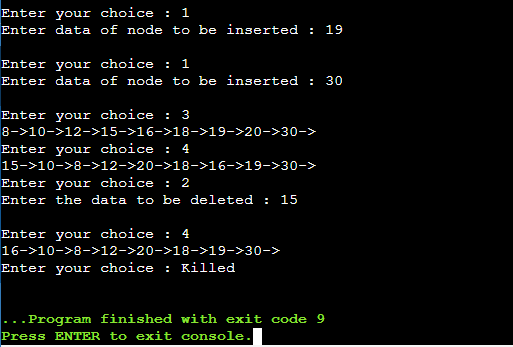 Enter your choice : 1
Enter data of node to be inserted : 19
Enter your choice : 1
Enter data of node to be inserted : 30
Enter your choice : 3
8->10->12->15->16->18->19->20->30->
Enter your choice : 4
15->10->8->12->20->18->16->19->30->
Enter your choice : 2
Enter the data to be deleted : 15
Enter your choice : 4
16->10->8->12->20->18->19->30->
Enter your choice : Killed
...Program finished with exit code 9
Press ENTER to exit console.